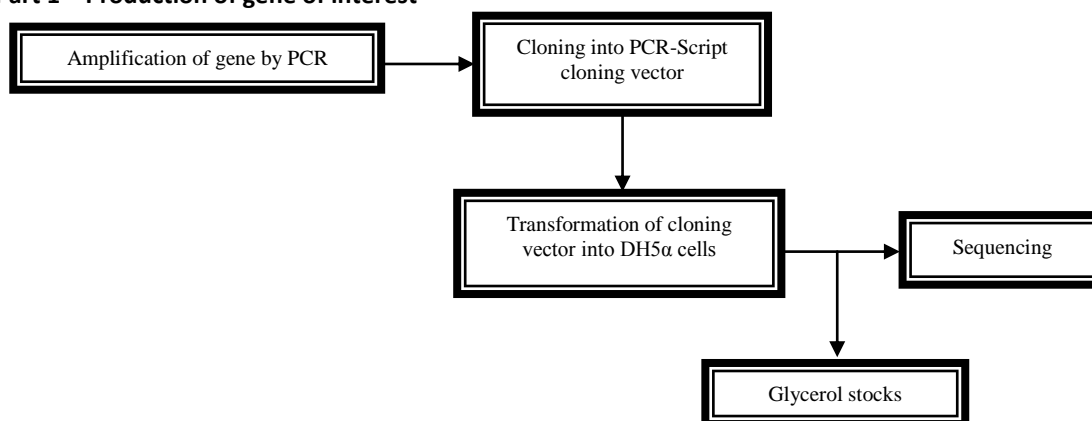 Part 1 – Production of gene of interest
Amplification of gene by PCR
Cloning into PCR-Script
cloning vector
Transformation of cloning
vector into DH5α cells
Sequencing
Glycerol stocks